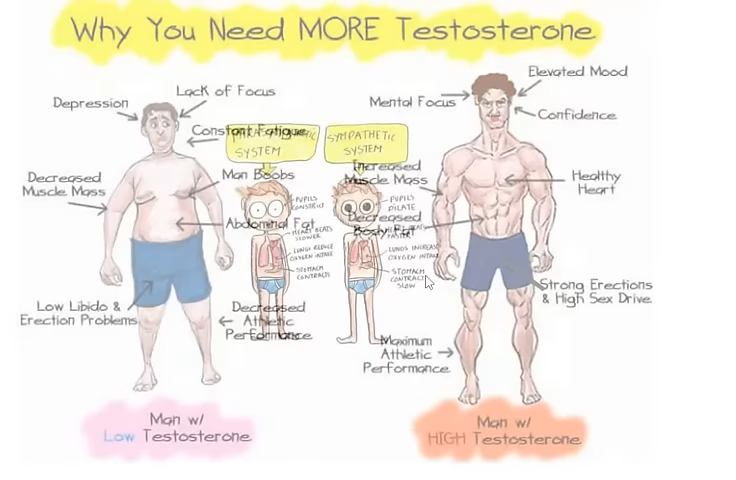 Why You Need MORE Testosterone
Depression
Lack of Focus
Constant Fatigue
Decreased
Muscle Mass
Man Boobs
Abdominal Fat
Low Libido &
Erection Problems
Decreased
Athletic
Performance
Man w/
Low Testosterone
SYSTEM
PUPILS
CONSTRICT
HEART BEATS
SLOWER
LUNGS REDUCE
OXYGEN INTAKE
STOMACH
CONTRACTS
SYMPATHETIC
SYSTEM
PUPILS
DILATE
LUNGS INCREASE
OXYGEN INTAKE
STOMACH
CONTRACTS
SLOW
Elevated Mood
Mental Focus
Confidence
Increased
Muscle Mass
Healthy
Heart
Decreased
Body Fat
Strong Erections
& High Sex Drive
Maximum
Athletic
Performance
Man w/
HIGH Testosterone